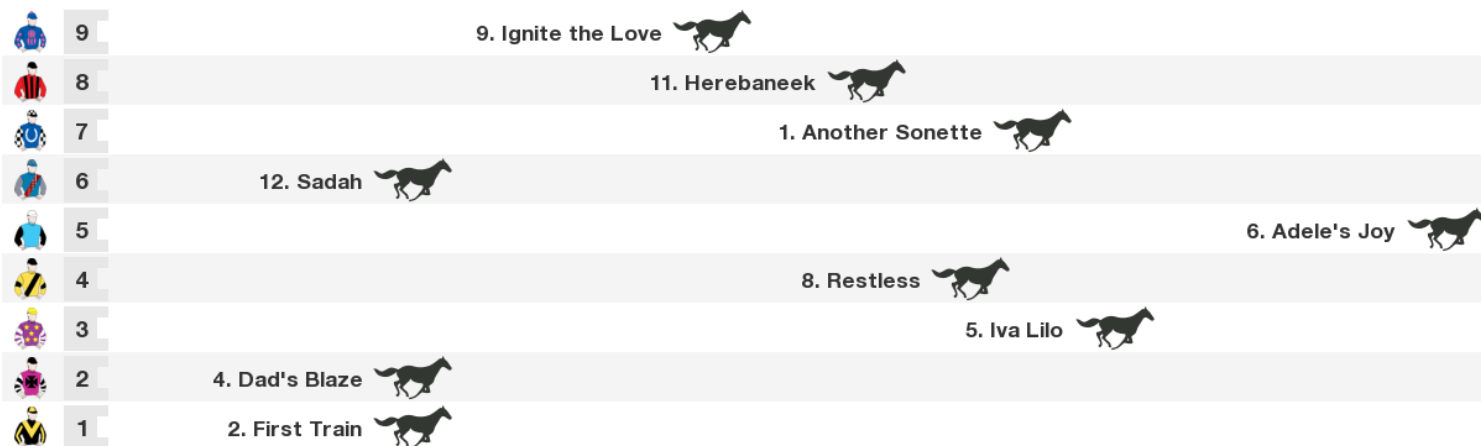 9 9. Ignite the Love
8 11. Herebaneek
7 1. Another Sonette
6 12. Sadah
5 6. Adele's Joy
4 8. Restless
3 5. Iva Lilo
2 4. Dad's Blaze
1 2. First Train